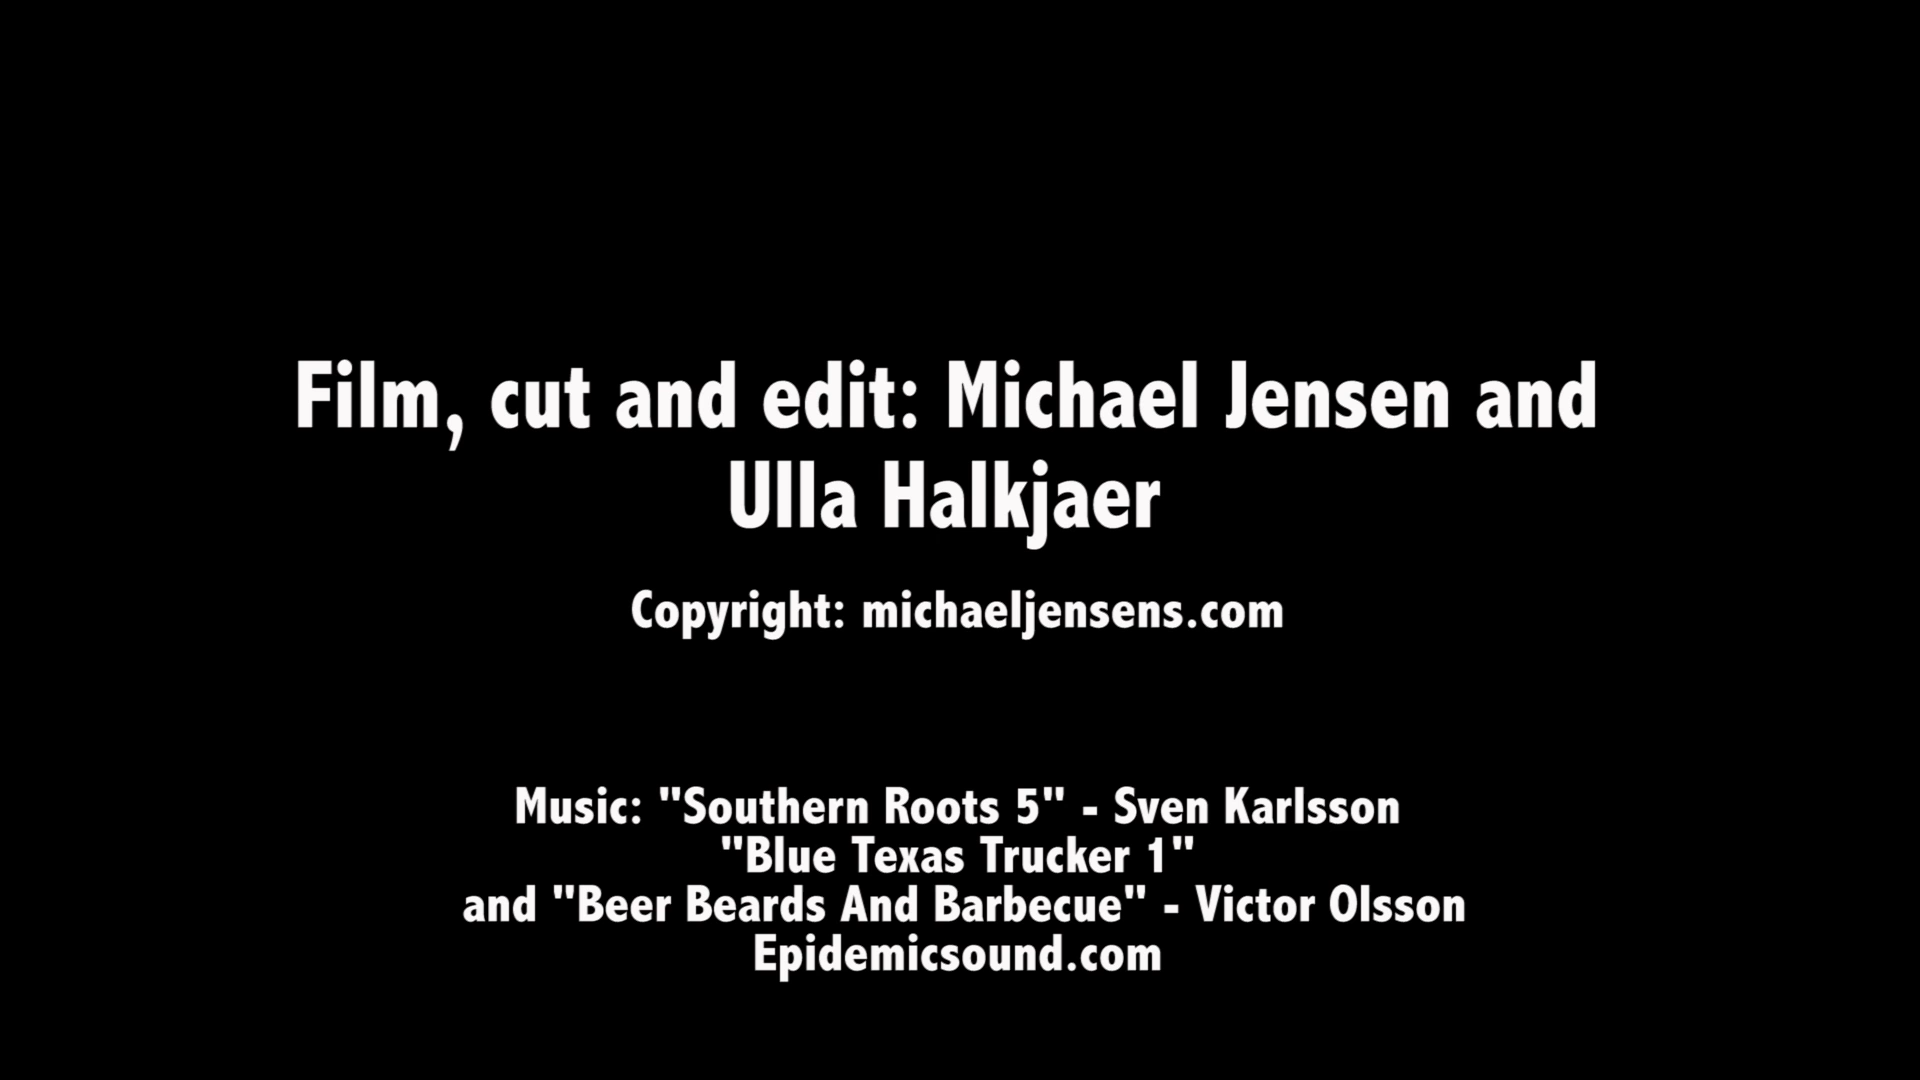 Film, cut and edit: Michael Jensen and
Ulla Halkjaer
Copyright: michaeljensens.com
Music: "Southern Roots 5" - Sven Karlsson
"Blue Texas Trucker 1"
and "Beer Beards And Barbecue" - Victor Olsson
Epidemicsound.com